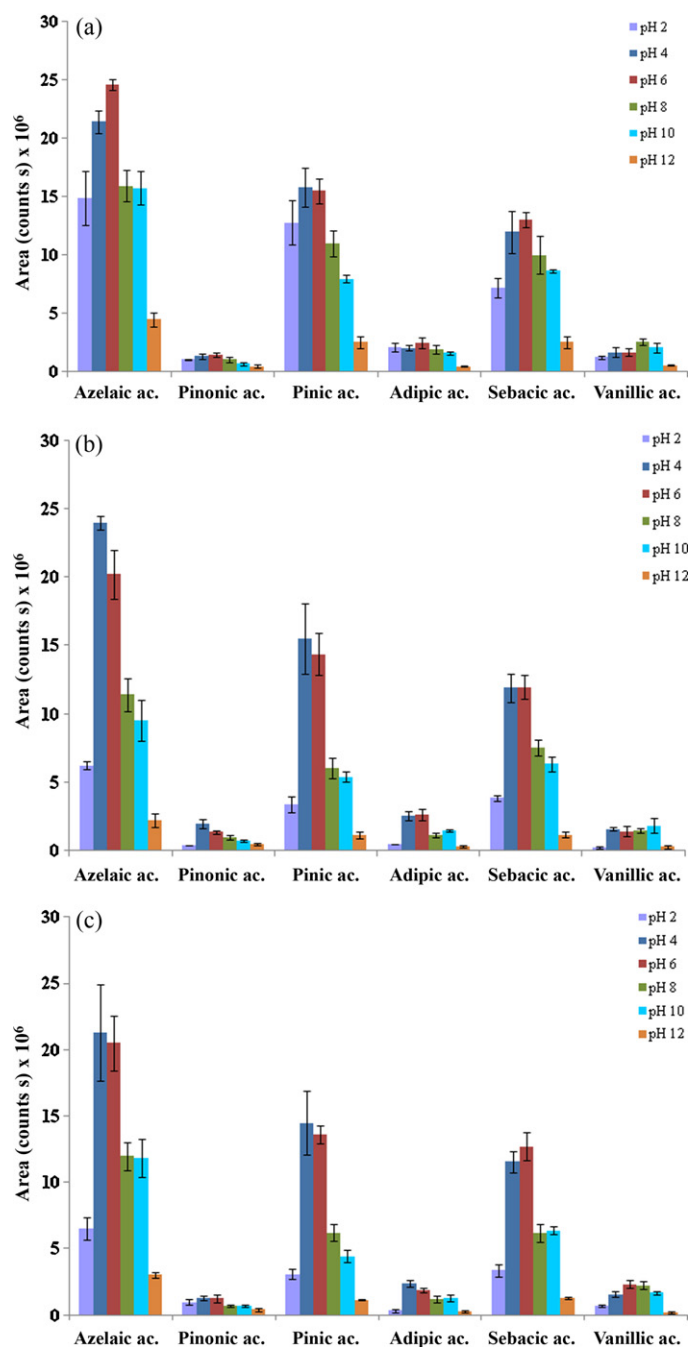 (a)
pH 2
pH 4
pH 6
pH 8
pH 10
pH 12
Area (counts s) x 10⁶
30
25
20
15
10
5
0
Azelaic ac. Pinonic ac. Pinic ac. Adipic ac. Sebacic ac. Vanillic ac.
(b)
pH 2
pH 4
pH 6
pH 8
pH 10
pH 12
Area (counts s) x 10⁶
30
25
20
15
10
5
0
Azelaic ac. Pinonic ac. Pinic ac. Adipic ac. Sebacic ac. Vanillic ac.
(c)
pH 2
pH 4
pH 6
pH 8
pH 10
pH 12
Area (counts s) x 10⁶
30
25
20
15
10
5
0
Azelaic ac. Pinonic ac. Pinic ac. Adipic ac. Sebacic ac. Vanillic ac.